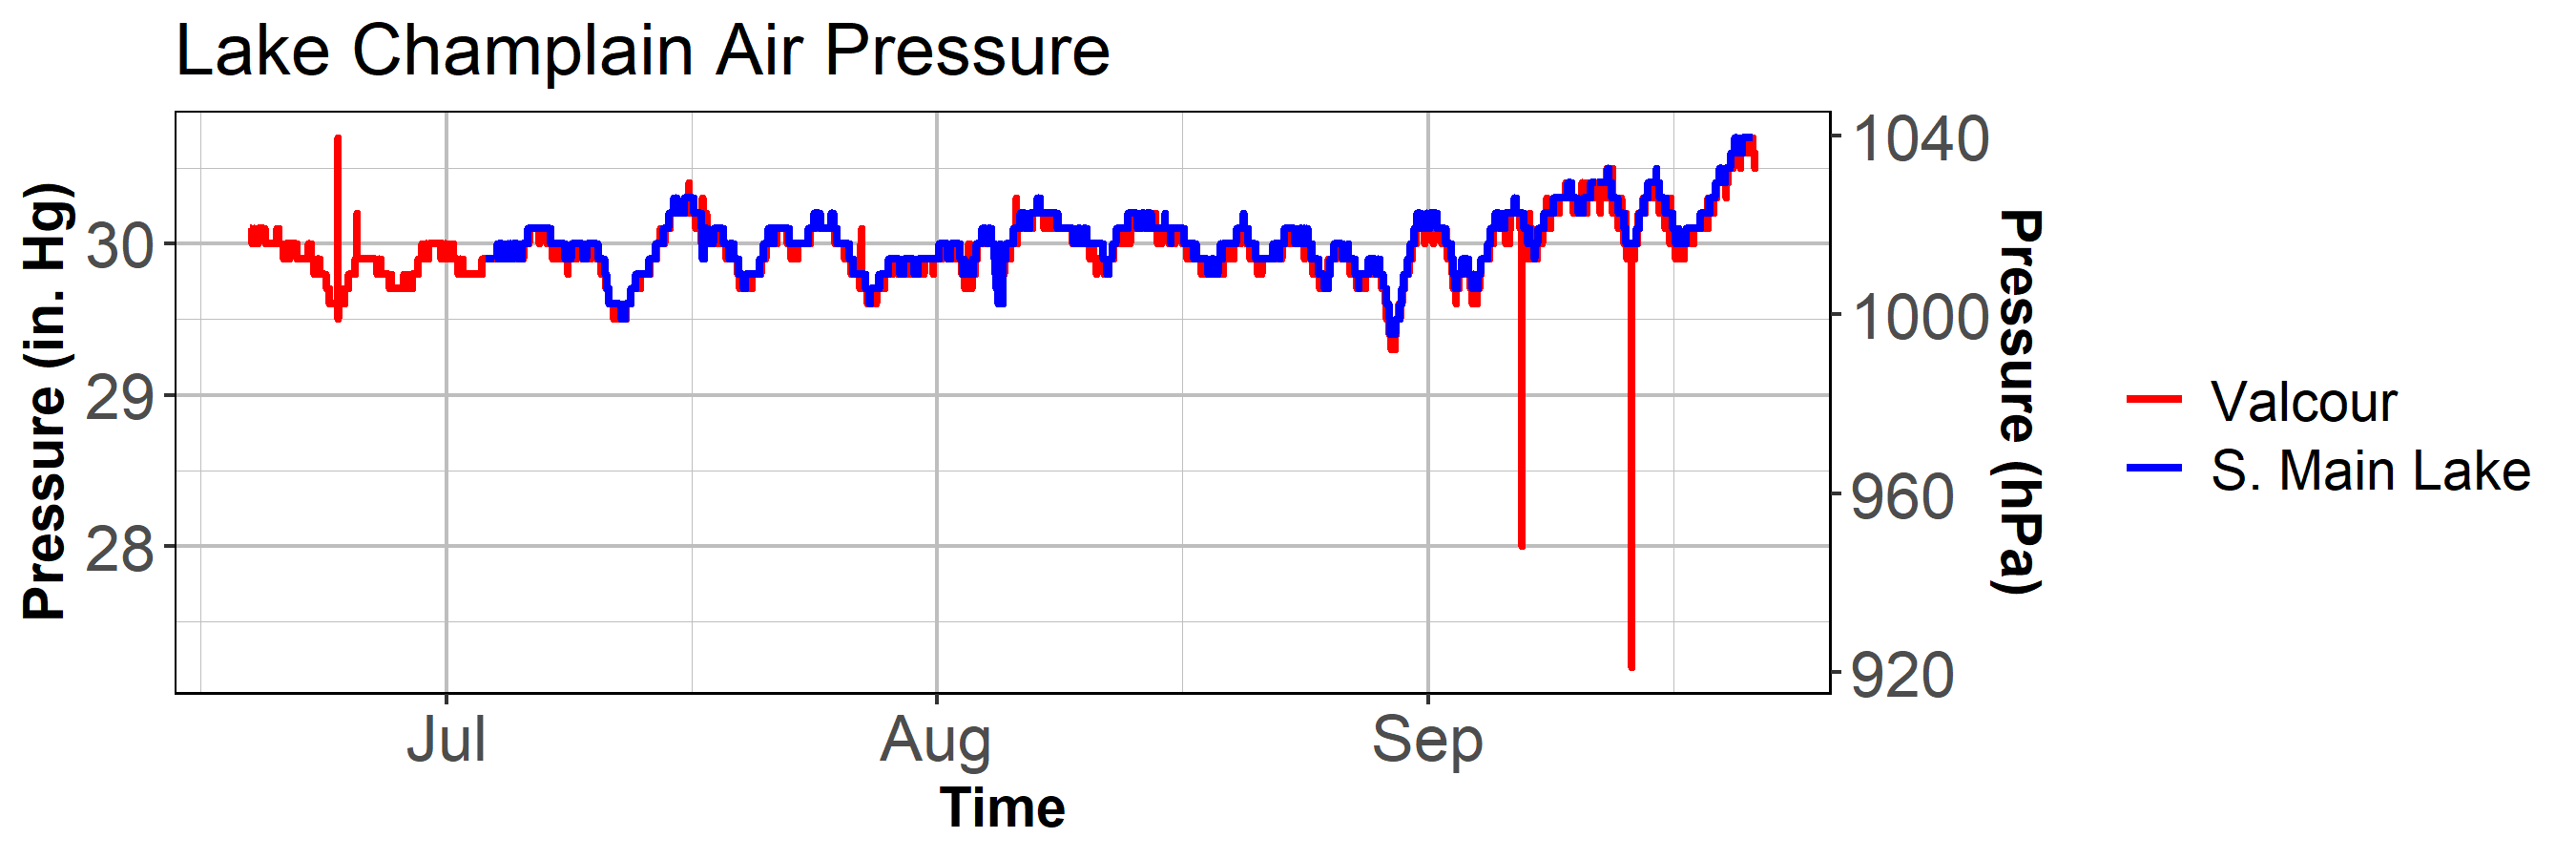 Lake Champlain Air Pressure
Pressure (in. Hg)
30
29
28
1040
1000
960
920
Pressure (hPa)
Jul
Aug
Sep
Time
Valcour
S. Main Lake